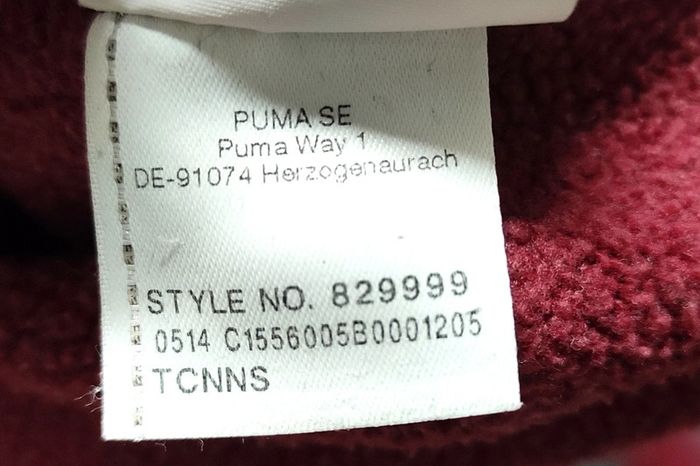 PUMA SE
Puma Way 1
DE-91074 Herzogenaurach
STYLE NO. 829999
0514 C1556005B0001205
TCNNS